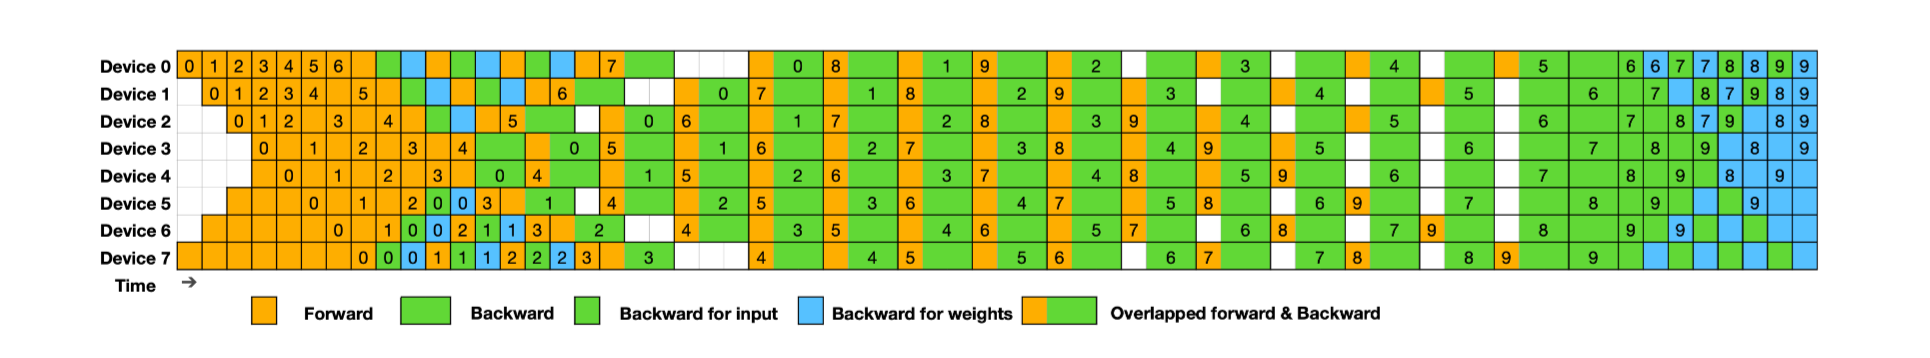 Device 0 0 1 2 3 4 5 6 7 0 8 1 9 2 3 4 5 6 6 7 7 8 8 9 9
Device 1 0 1 2 3 4 5 6 0 7 1 8 2 9 3 4 5 6 7 8 7 9 8 9
Device 2 0 1 2 3 4 5 0 6 1 7 2 8 3 9 4 5 6 7 8 7 9 8 9
Device 3 0 1 2 3 4 0 5 1 6 2 7 3 8 4 9 5 6 7 8 9 8 9
Device 4 0 1 2 3 0 4 1 5 2 6 3 7 4 8 5 9 6 7 8 9 8 9
Device 5 0 1 2 0 0 3 1 4 2 5 3 6 4 7 5 8 6 9 7 8 9 9
Device 6 0 1 0 0 2 1 1 3 2 4 3 5 4 6 5 7 6 8 7 9 8 9 9
Device 7 0 0 0 1 1 1 2 2 2 3 3 4 4 5 5 6 6 7 7 8 8 9 9
Time →
Forward Backward Backward for input Backward for weights Overlapped forward & Backward